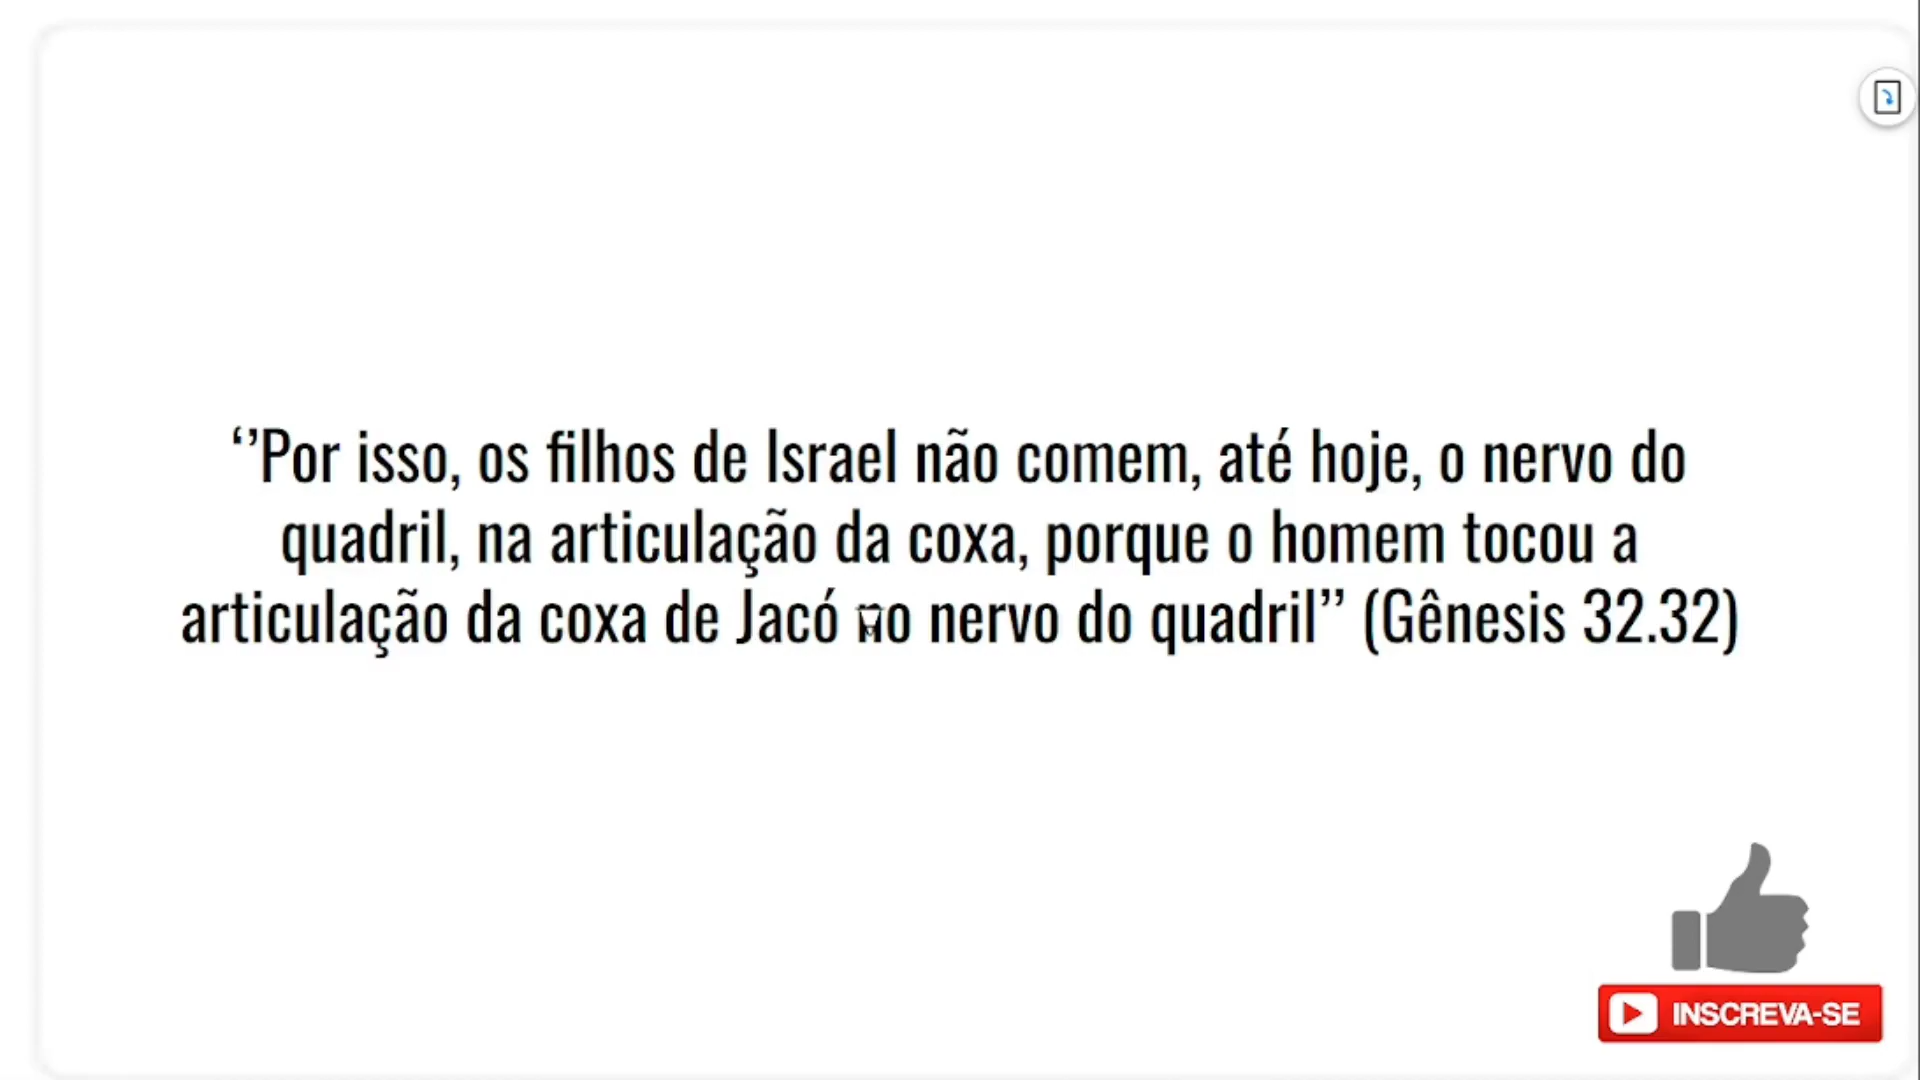 ‘’Por isso, os filhos de Israel não comem, até hoje, o nervo do
quadril, na articulação da coxa, porque o homem tocou a
articulação da coxa de Jacó no nervo do quadril’’ (Gênesis 32.32)
INSCREVA-SE